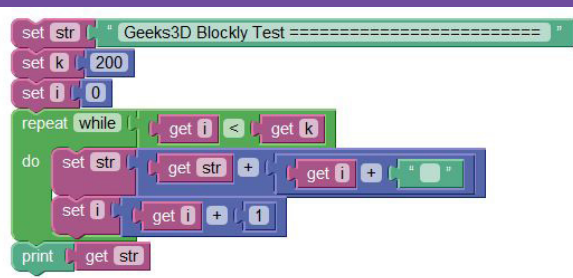 set str “ Geeks3D Blockly Test ========================= ”
set k 200
set i 0
repeat while get i < get k
do set str get str + get i + “ ”
set i get i + 1
print get str